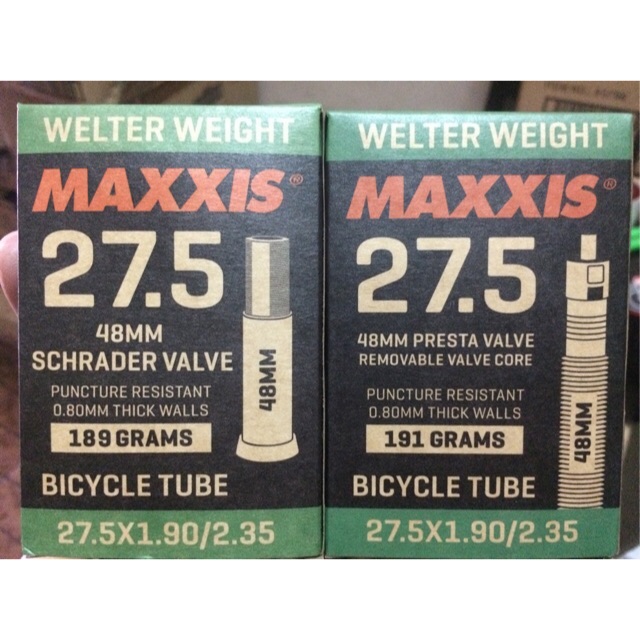 WELTER WEIGHT
MAXXIS®
27.5
48MM
SCHRADER VALVE
PUNCTURE RESISTANT
0.80MM THICK WALLS
189 GRAMS
48MM
BICYCLE TUBE
27.5X1.90/2.35
WELTER WEIGHT
MAXXIS®
27.5
48MM PRESTA VALVE
REMOVABLE VALVE CORE
PUNCTURE RESISTANT
0.80MM THICK WALLS
191 GRAMS
48MM
BICYCLE TUBE
27.5X1.90/2.35